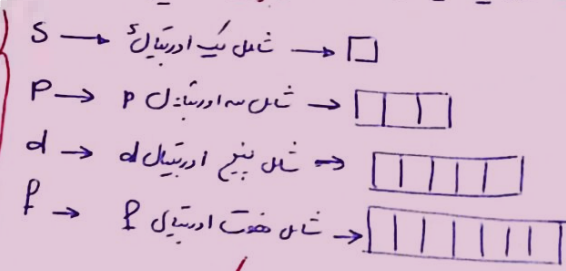 S → شامل یک اوربیتال s →
P → شامل سه اوربیتال p →
d → شامل پنج اوربیتال d →
f → شامل هفت اوربیتال f →